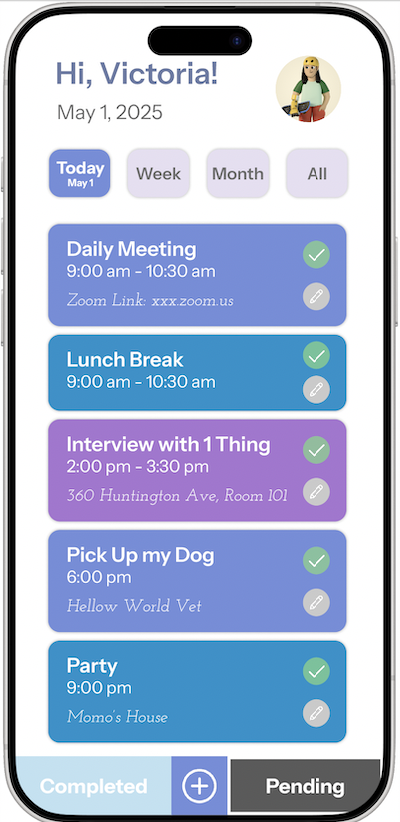 Hi, Victoria!
May 1, 2025
Today
May 1
Week
Month
All
Daily Meeting
9:00 am - 10:30 am
Zoom Link: xxx.zoom.us
Lunch Break
9:00 am - 10:30 am
Interview with 1 Thing
2:00 pm - 3:30 pm
360 Huntington Ave, Room 101
Pick Up my Dog
6:00 pm
Hellow World Vet
Party
9:00 pm
Momo's House
Completed
Pending